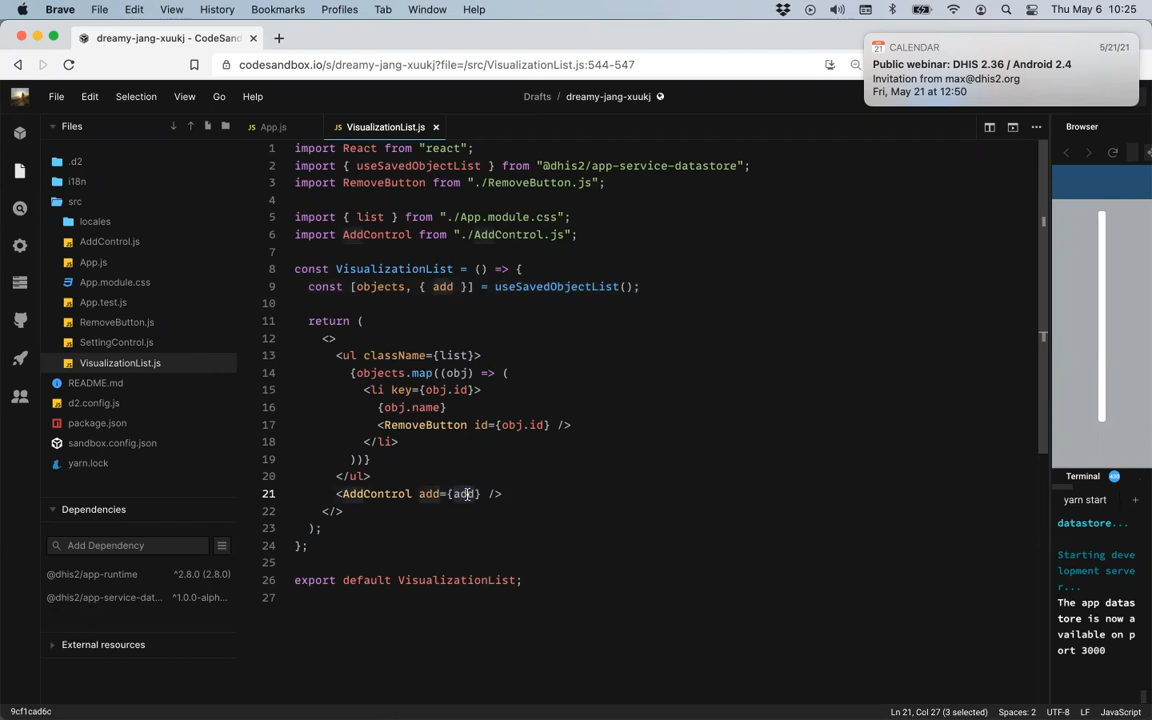 Brave File Edit View History Bookmarks Profiles Tab Window Help Thu May 6 10:25
dreamy-jang-xuukj - CodeSand
codesandbox.io/s/dreamy-jang-xuukj?file=/src/VisualizationList.js:544-547
CALENDAR 5/21/21
Public webinar: DHIS 2.36 / Android 2.4
Invitation from max@dhis2.org
Fri, May 21 at 12:50
File Edit Selection View Go Help Drafts / dreamy-jang-xuukj
Files
JS App.js JS VisualizationList.js
Browser
.d2
i18n
src
locales
AddControl.js
App.js
App.module.css
App.test.js
RemoveButton.js
SettingControl.js
VisualizationList.js
README.md
d2.config.js
package.json
sandbox.config.json
yarn.lock
Dependencies
Add Dependency
@dhis2/app-runtime ^2.8.0 (2.8.0)
@dhis2/app-service-dat... ^1.0.0-alph...
External resources
1 import React from "react";
2 import { useSavedObjectList } from "@dhis2/app-service-datastore";
3 import RemoveButton from "./RemoveButton.js";
4
5 import { list } from "./App.module.css";
6 import AddControl from "./AddControl.js";
7
8 const VisualizationList = () => {
9 const [objects, { add }] = useSavedObjectList();
10
11 return (
12 <>
13 <ul className={list}>
14 {objects.map((obj) => (
15 <li key={obj.id}>
16 {obj.name}
17 <RemoveButton id={obj.id} />
18 </li>
19 ))}
20 </ul>
21 <AddControl add={add} />
22 </>
23 );
24 };
25
26 export default VisualizationList;
27
Terminal
yarn start
datastore...
Starting deve
lopment serve
r...
The app datas
tore is now a
vailable on p
ort 3000
9cf1cad6c
Ln 21, Col 27 (3 selected) Spaces: 2 UTF-8 LF JavaScript